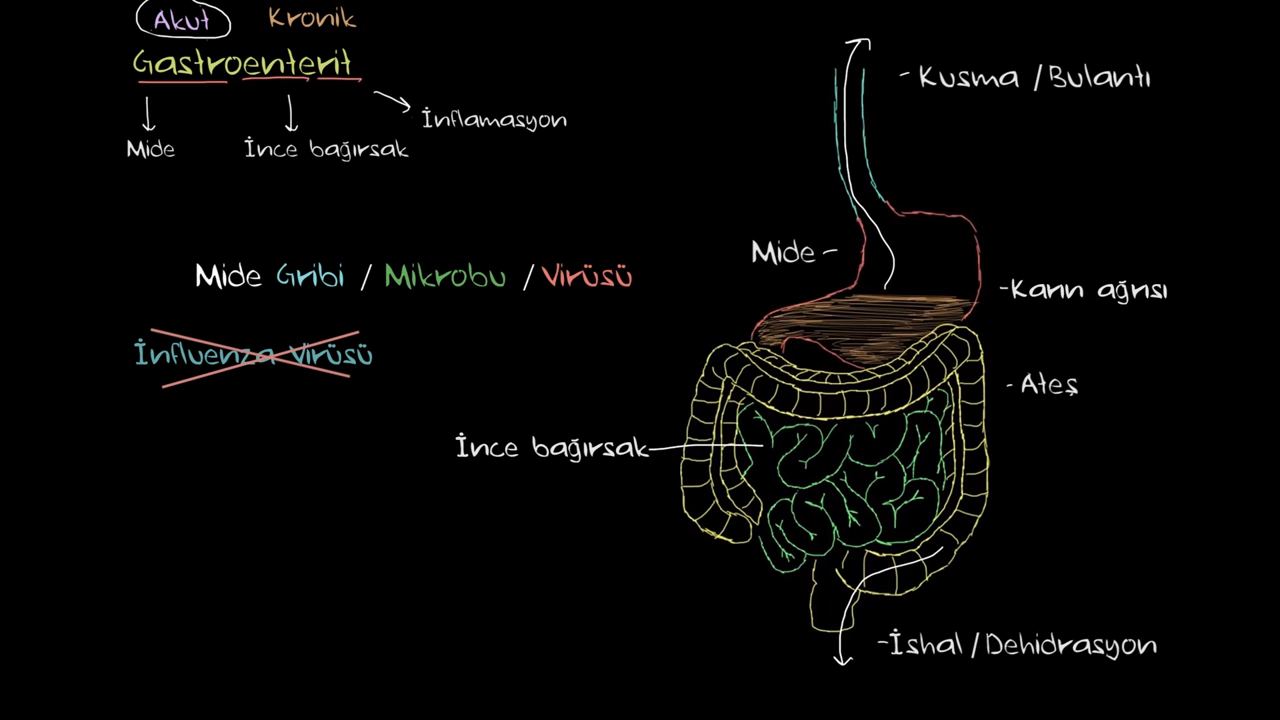 Akut Kronik
Gastroenterit
İnflamasyon
Mide İnce bağırsak
Mide Gribi / Mikrobu / Virüsü
İnfluenza Virüsü
- Kusma / Bulantı
Mide -
- Karın ağrısı
- Ateş
İnce bağırsak
- İshal / Dehidrasyon